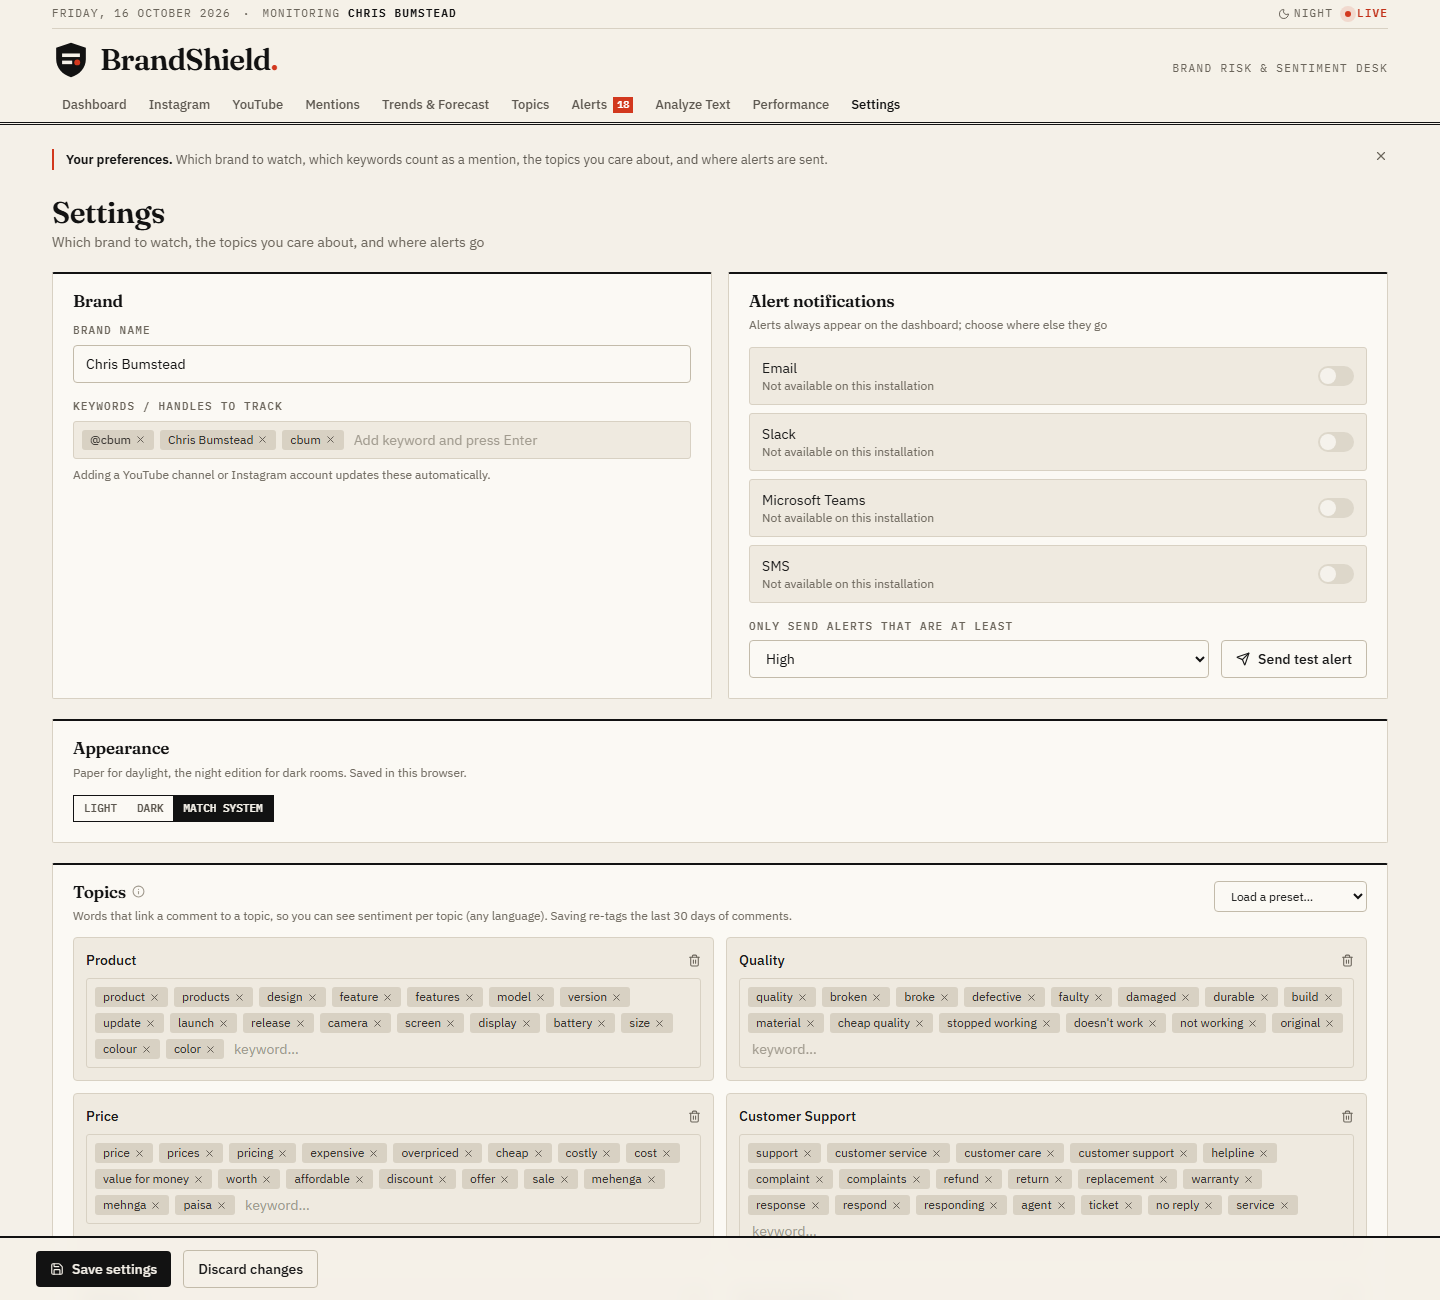 FRIDAY, 16 OCTOBER 2026 · MONITORING CHRIS BUMSTEAD
NIGHT LIVE
BrandShield.
BRAND RISK & SENTIMENT DESK
Dashboard Instagram YouTube Mentions Trends & Forecast Topics Alerts 18 Analyze Text Performance Settings
Your preferences. Which brand to watch, which keywords count as a mention, the topics you care about, and where alerts are sent.
Settings
Which brand to watch, the topics you care about, and where alerts go
Brand
BRAND NAME
Chris Bumstead
KEYWORDS / HANDLES TO TRACK
@cbum Chris Bumstead cbum Add keyword and press Enter
Adding a YouTube channel or Instagram account updates these automatically.
Alert notifications
Alerts always appear on the dashboard; choose where else they go
Email
Not available on this installation
Slack
Not available on this installation
Microsoft Teams
Not available on this installation
SMS
Not available on this installation
ONLY SEND ALERTS THAT ARE AT LEAST
High
Send test alert
Appearance
Paper for daylight, the night edition for dark rooms. Saved in this browser.
LIGHT DARK MATCH SYSTEM
Topics
Load a preset...
Words that link a comment to a topic, so you can see sentiment per topic (any language). Saving re-tags the last 30 days of comments.
Product
product products design feature features model version
update launch release camera screen display battery size
colour color keyword...
Quality
quality broken broke defective faulty damaged durable build
material cheap quality stopped working doesn't work not working original
keyword...
Price
price prices pricing expensive overpriced cheap costly cost
value for money worth affordable discount offer sale mehenga
mehnga paisa keyword...
Customer Support
support customer service customer care customer support helpline
complaint complaints refund return replacement warranty
response respond responding agent ticket no reply service
keyword...
Save settings Discard changes